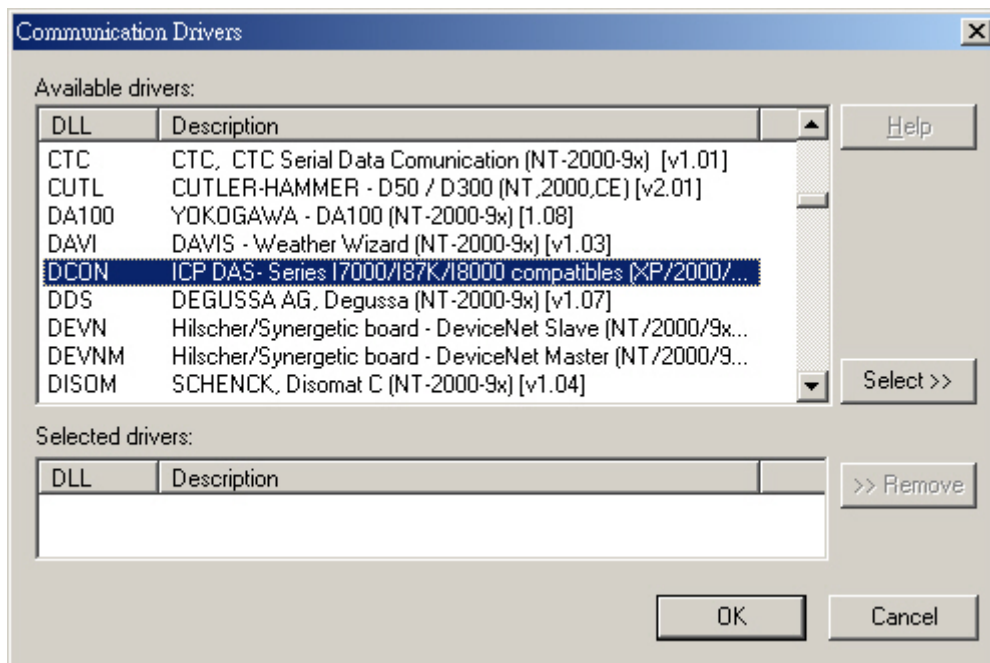 Communication Drivers
Available drivers:
DLL Description
CTC CTC, CTC Serial Data Comunication (NT-2000-9x) [v1.01]
CUTL CUTLER-HAMMER - D50 / D300 (NT,2000,CE) [v2.01]
DA100 YOKOGAWA - DA100 (NT-2000-9x) [1.08]
DAVI DAVIS - Weather Wizard (NT-2000-9x) [v1.03]
DCON ICP DAS- Series I7000/I87K/I8000 compatibles (XP/2000/...
DDS DEGUSSA AG, Degussa (NT-2000-9x) [v1.07]
DEVN Hilscher/Synergetic board - DeviceNet Slave (NT/2000/9x...
DEVNM Hilscher/Synergetic board - DeviceNet Master (NT/2000/9...
DISOM SCHENCK, Disomat C (NT-2000-9x) [v1.04]
Help
Select >>
Selected drivers:
DLL Description
>> Remove
OK Cancel